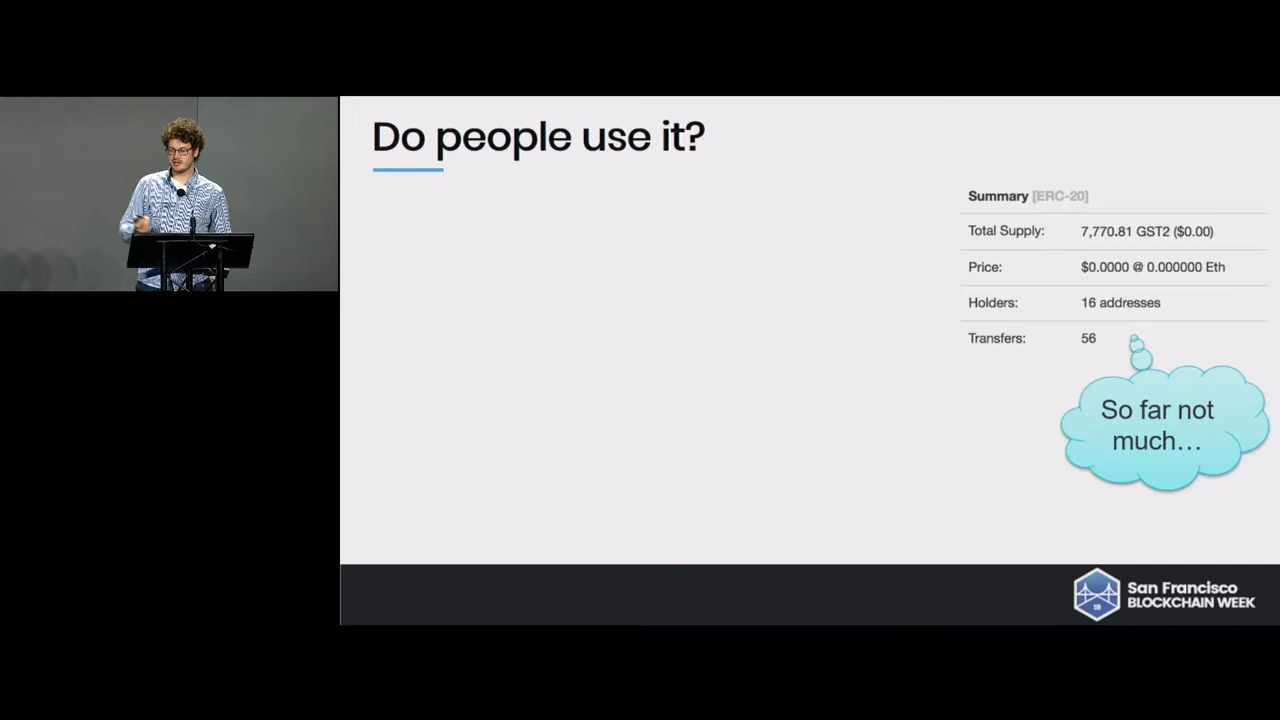 Do people use it?
Summary [ERC-20]
Total Supply: 7,770.81 GST2 ($0.00)
Price: $0.0000 @ 0.000000 Eth
Holders: 16 addresses
Transfers: 56
So far not
much…
18
San Francisco
BLOCKCHAIN WEEK